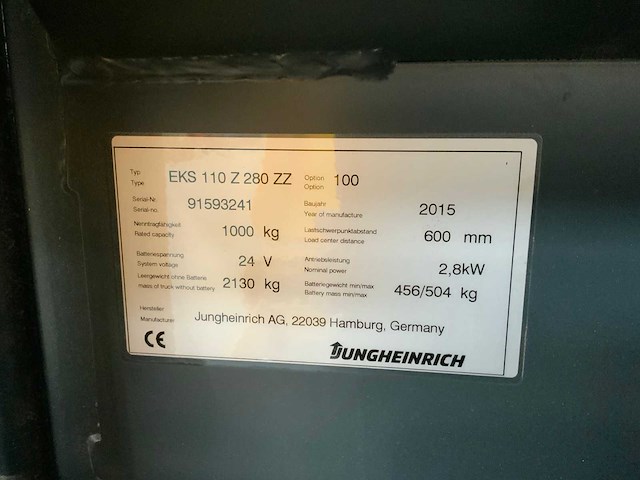 Typ
Type
EKS 110 Z 280 ZZ
Option
Option
100
Serial-Nr.
Serial-no.
91593241
Baujahr
Year of manufacture
2015
Nenntragfähigkeit
Rated capacity
1000 kg
Lastschwerpunktabstand
Load center distance
600 mm
Batteriespannung
System voltage
24 V
Antriebsleistung
Nominal power
2,8kW
Leergewicht ohne Batterie
mass of truck without battery
2130 kg
Batteriegewicht min/max
Battery mass min/max
456/504 kg
Hersteller
Manufacturer
Jungheinrich AG, 22039 Hamburg, Germany
CE
JUNGHEINRICH